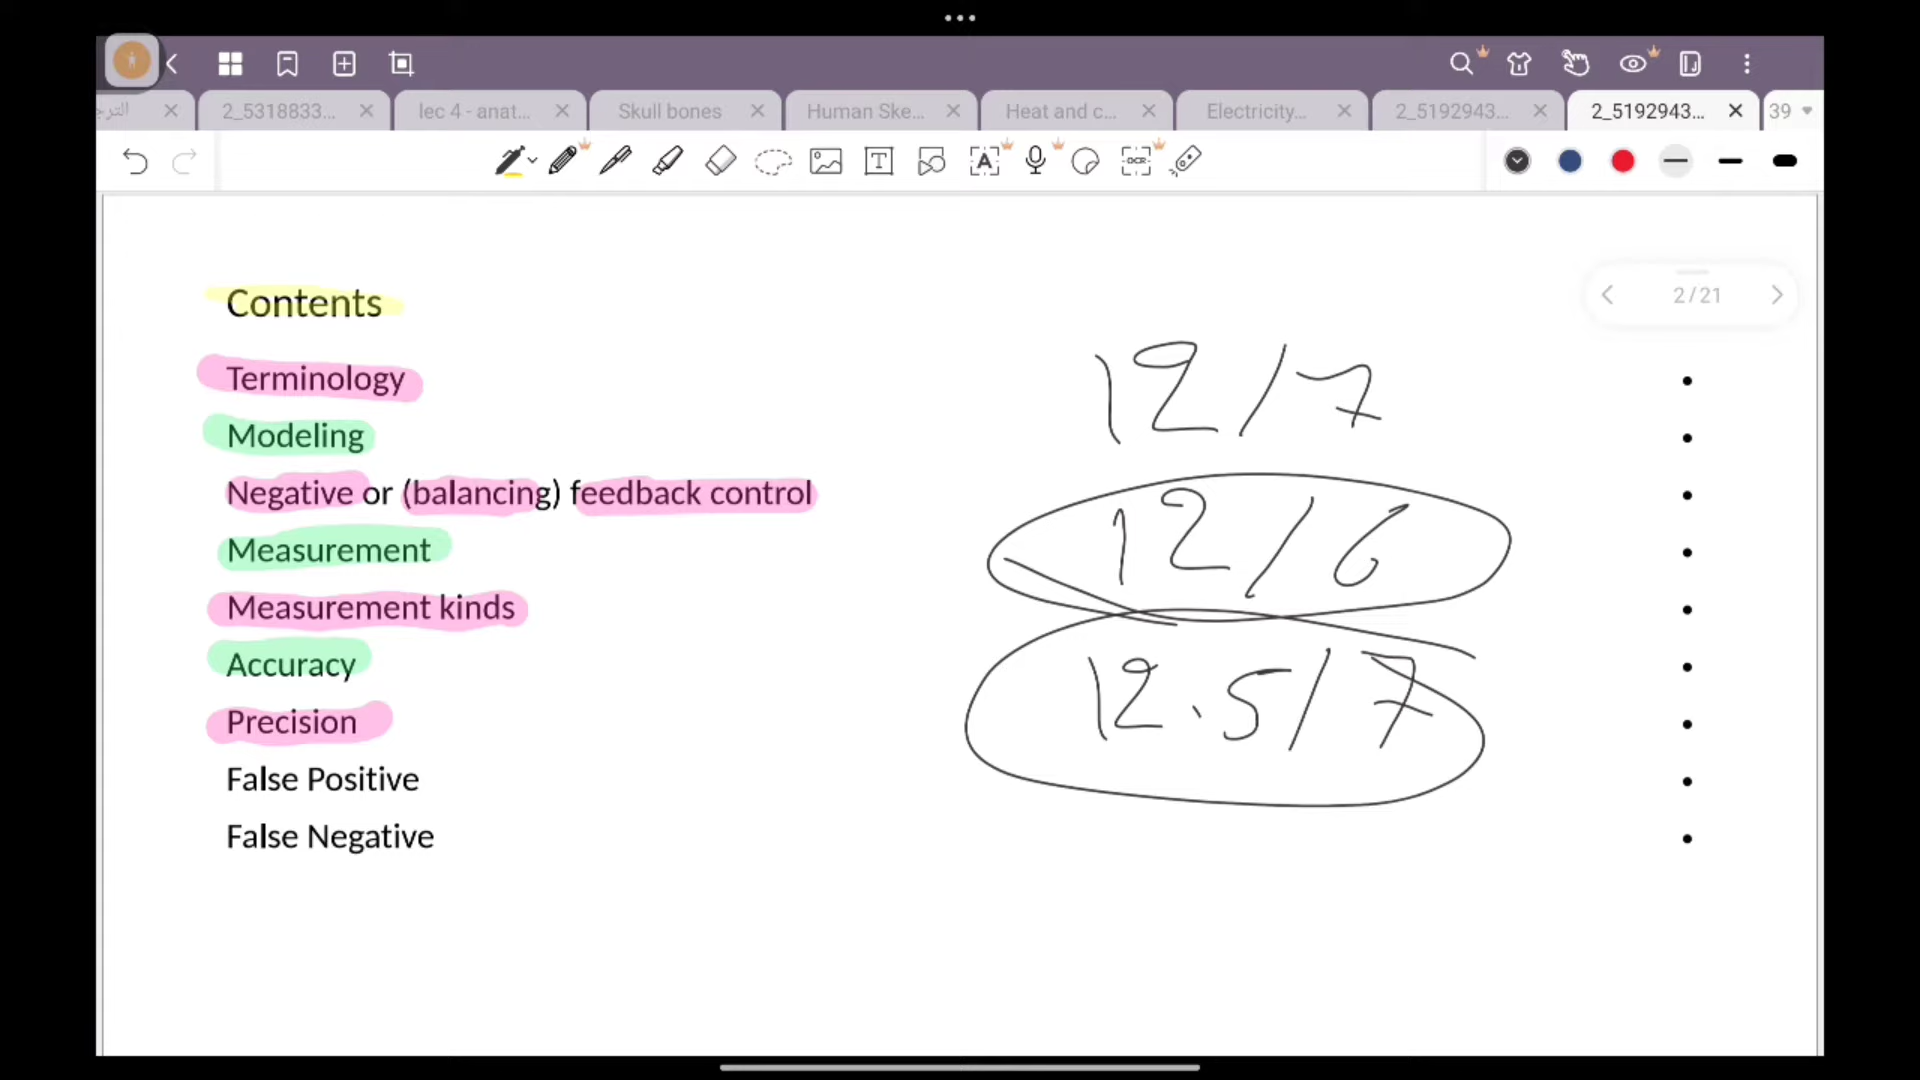 الترج
2_5318833...
lec 4 - anat...
Skull bones
Human Ske...
Heat and c...
Electricity...
2_5192943...
2_5192943...
39
A
T
OCR
2/21
Contents
Terminology
Modeling
Negative or (balancing) feedback control
Measurement
Measurement kinds
Accuracy
Precision
False Positive
False Negative
12/7
12/6
12.5/7